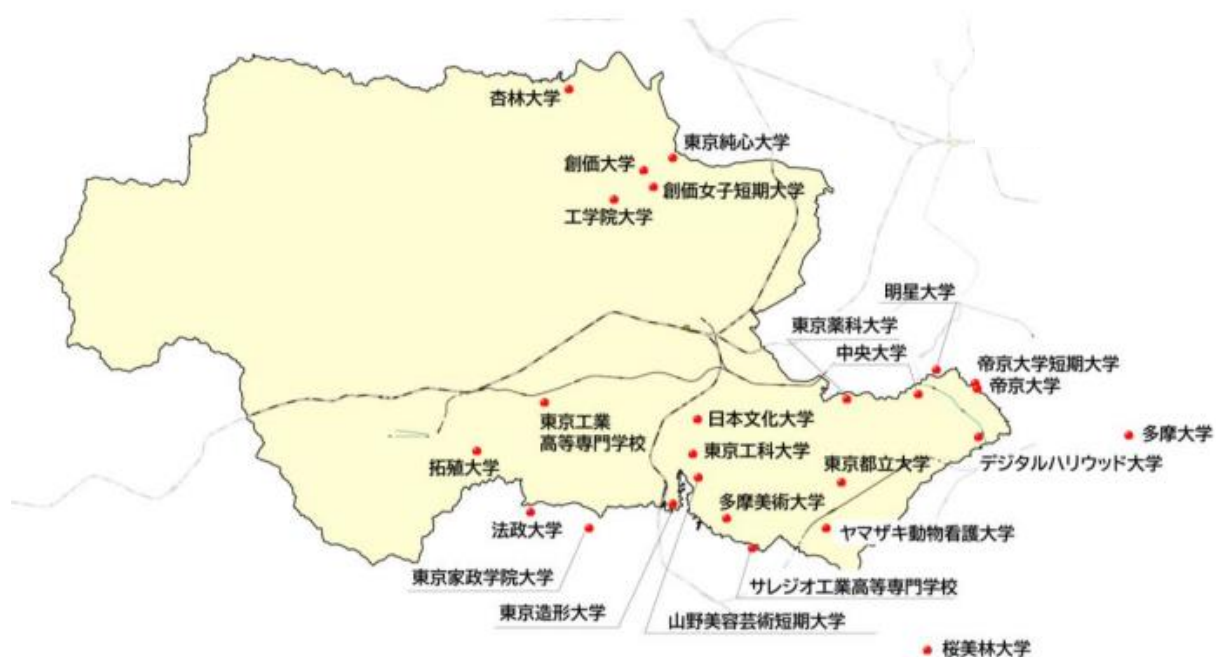 杏林大学
東京純心大学
創価大学
創価女子短期大学
工学院大学
明星大学
東京薬科大学
中央大学
帝京大学短期大学
帝京大学
東京工業
高等専門学校
日本文化大学
多摩大学
東京工科大学
拓殖大学
東京都立大学
デジタルハリウッド大学
多摩美術大学
法政大学
ヤマザキ動物看護大学
東京家政学院大学
サレジオ工業高等専門学校
東京造形大学
山野美容芸術短期大学
桜美林大学